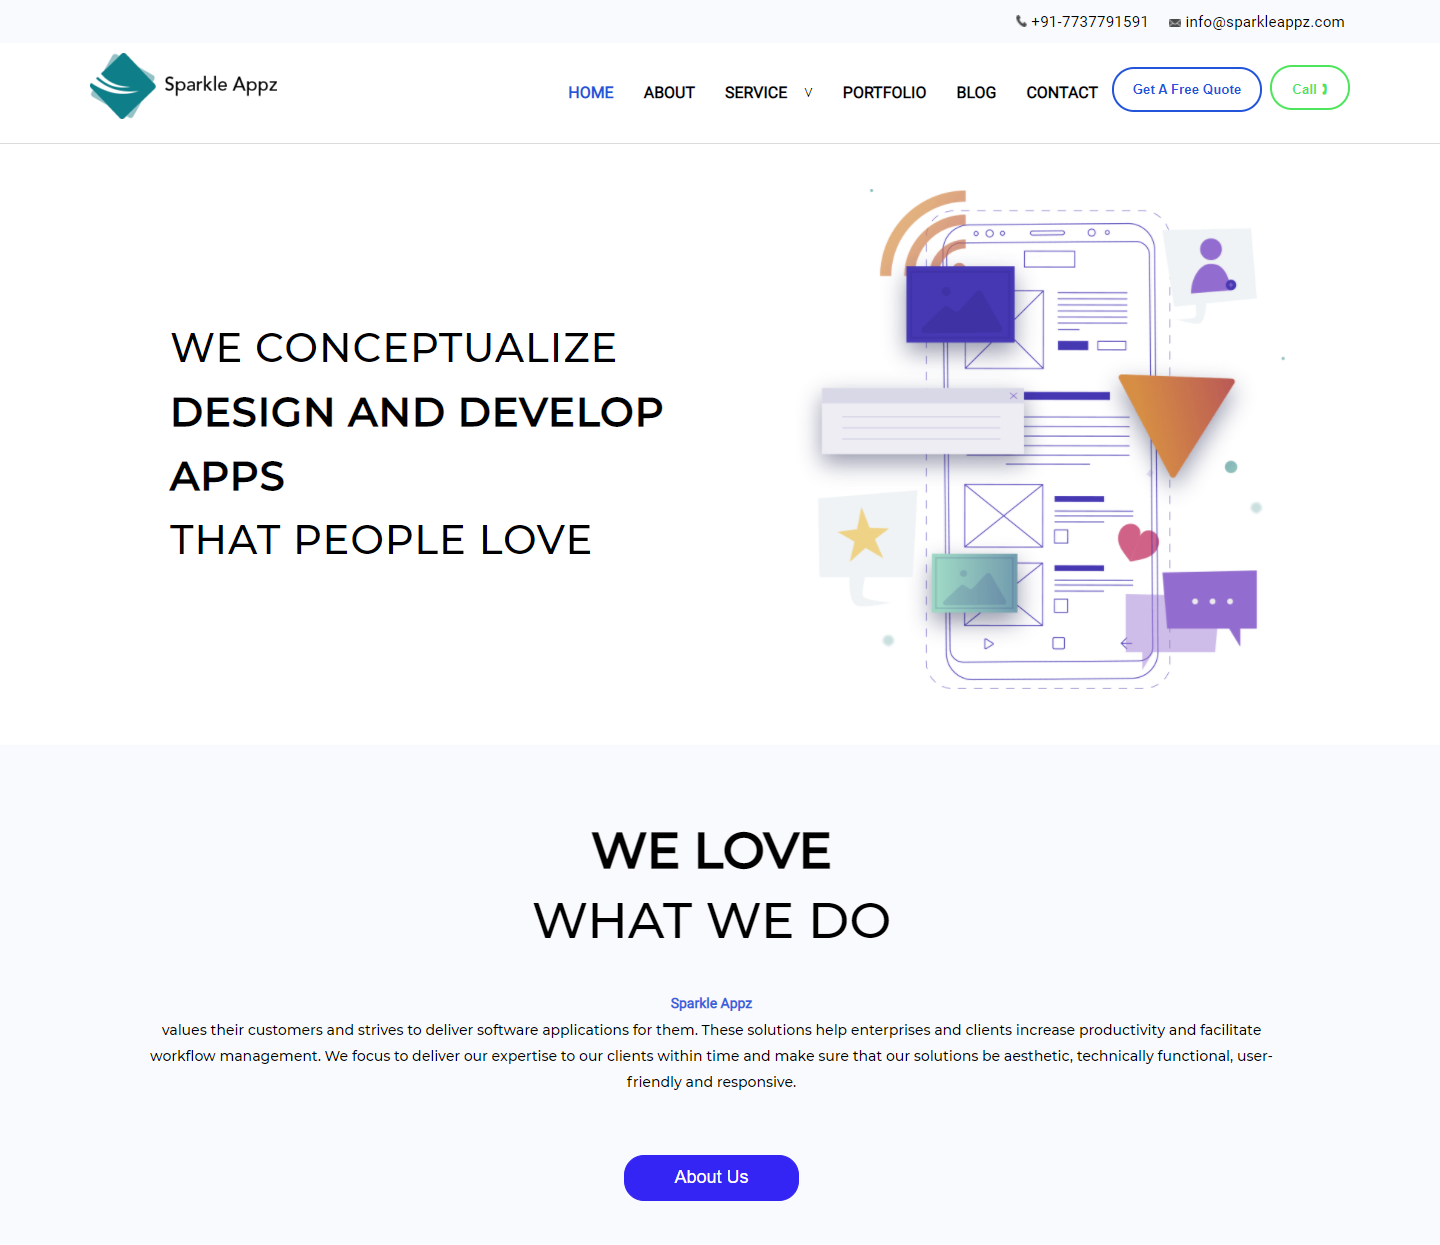 +91-7737791591 info@sparkleappz.com
Sparkle Appz
HOME ABOUT SERVICE V PORTFOLIO BLOG CONTACT Get A Free Quote Call
WE CONCEPTUALIZE
DESIGN AND DEVELOP
APPS
THAT PEOPLE LOVE
WE LOVE
WHAT WE DO
Sparkle Appz
values their customers and strives to deliver software applications for them. These solutions help enterprises and clients increase productivity and facilitate
workflow management. We focus to deliver our expertise to our clients within time and make sure that our solutions be aesthetic, technically functional, user-
friendly and responsive.
About Us